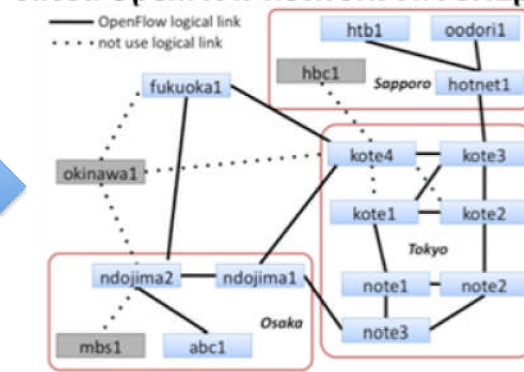 OpenFlow logical link
not use logical link
htb1
oodori1
hbc1
Sapporo
hotnet1
fukuoka1
okinawa1
kote4
kote3
kote1
kote2
Tokyo
ndojima2
ndojima1
note1
note2
Osaka
note3
mbs1
abc1